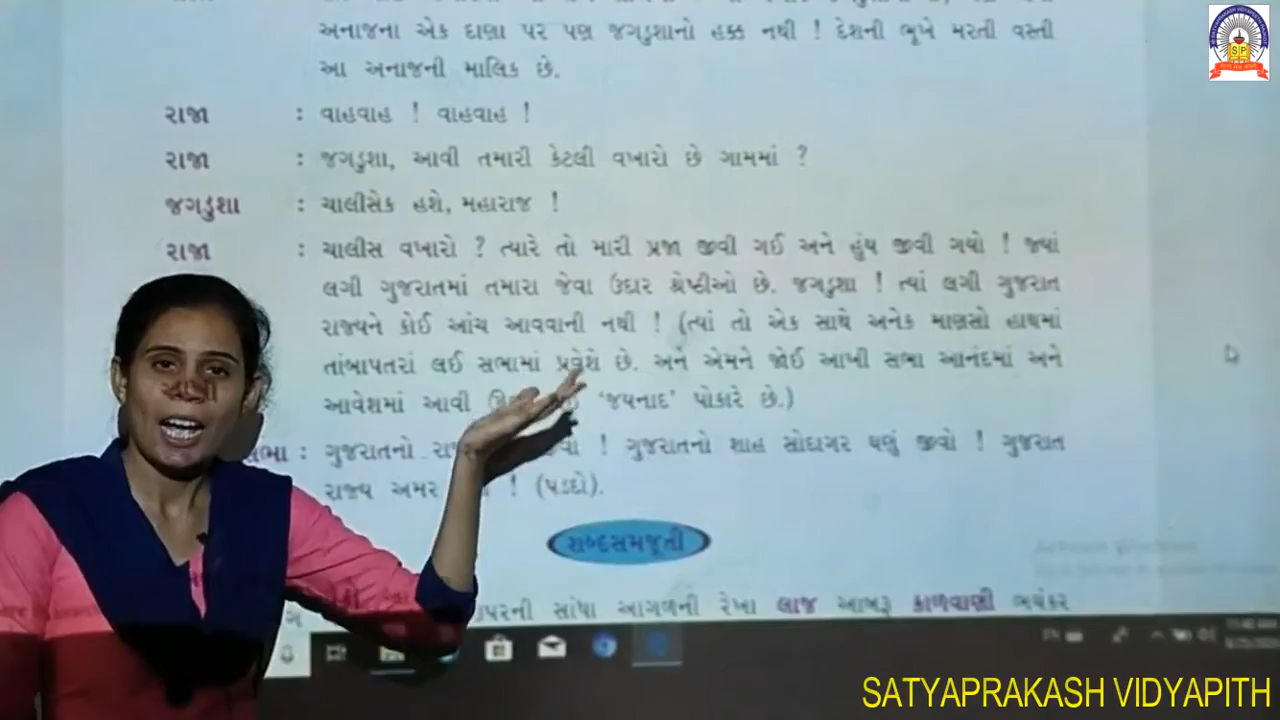 અનાજના એક દાણા પર પણ જગડુશાનો હક્ક નથી ! દેશની ભૂખે મરતી વસ્તી
આ અનાજની માલિક છે.
રાજા : વાહવાહ ! વાહવાહ !
રાજા : જગડુશા, આવી તમારી કેટલી વખારો છે ગામમાં ?
જગડુશા : ચાલીસેક હશે, મહારાજ !
રાજા : ચાલીસ વખારો ? ત્યારે તો મારી પ્રજા જીવી ગઈ અને હુંય જીવી ગયો ! જ્યાં
લગી ગુજરાતમાં તમારા જેવા ઉદાર શ્રેષ્ઠીઓ છે. જગડુશા ! ત્યાં લગી ગુજરાત
રાજ્યને કોઈ આંચ આવવાની નથી ! (ત્યાં તો એક સાથે અનેક માણસો હાથમાં
તાંબાપતરાં લઈ સભામાં પ્રવેશે છે. અને એમને જોઈ આખી સભા આનંદમાં અને
આવેશમાં આવી 'જયનાદ' પોકારે છે.)
સભા : ગુજરાતનો ! ગુજરાતનો શાહ સોદાગર ઘણું જીવો ! ગુજરાત
રાજ્ય અમર ! (પડદો).
શબ્દસમજૂતી
સાંધા આગળની રેખા લાજ આબરૂ કાળવાણી ભયંકર
EN
SP
SATYAPRAKASH VIDYAPITH